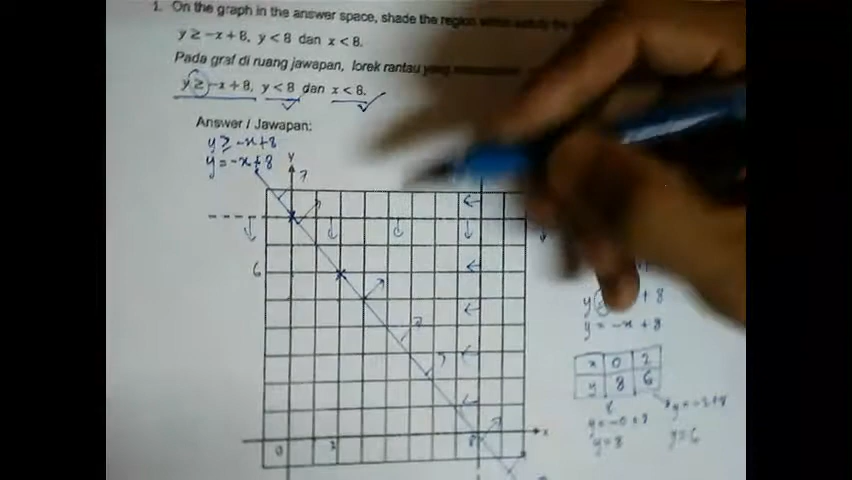 1. On the graph in the answer space, shade the region
y ≥ −x + 8, y < 8 dan x < 8.
Pada graf di ruang jawapan, lorek rantau yang
y ≥ −x + 8, y < 8 dan x < 8.
Answer / Jawapan:
y ≥ −x+8
y = −x+8
y
6
0 2 8 x
y + 8
y = −x + 8
x 0 2
y 8 6
y = −0 + 8
y = 8
y = −2+8
y = 6